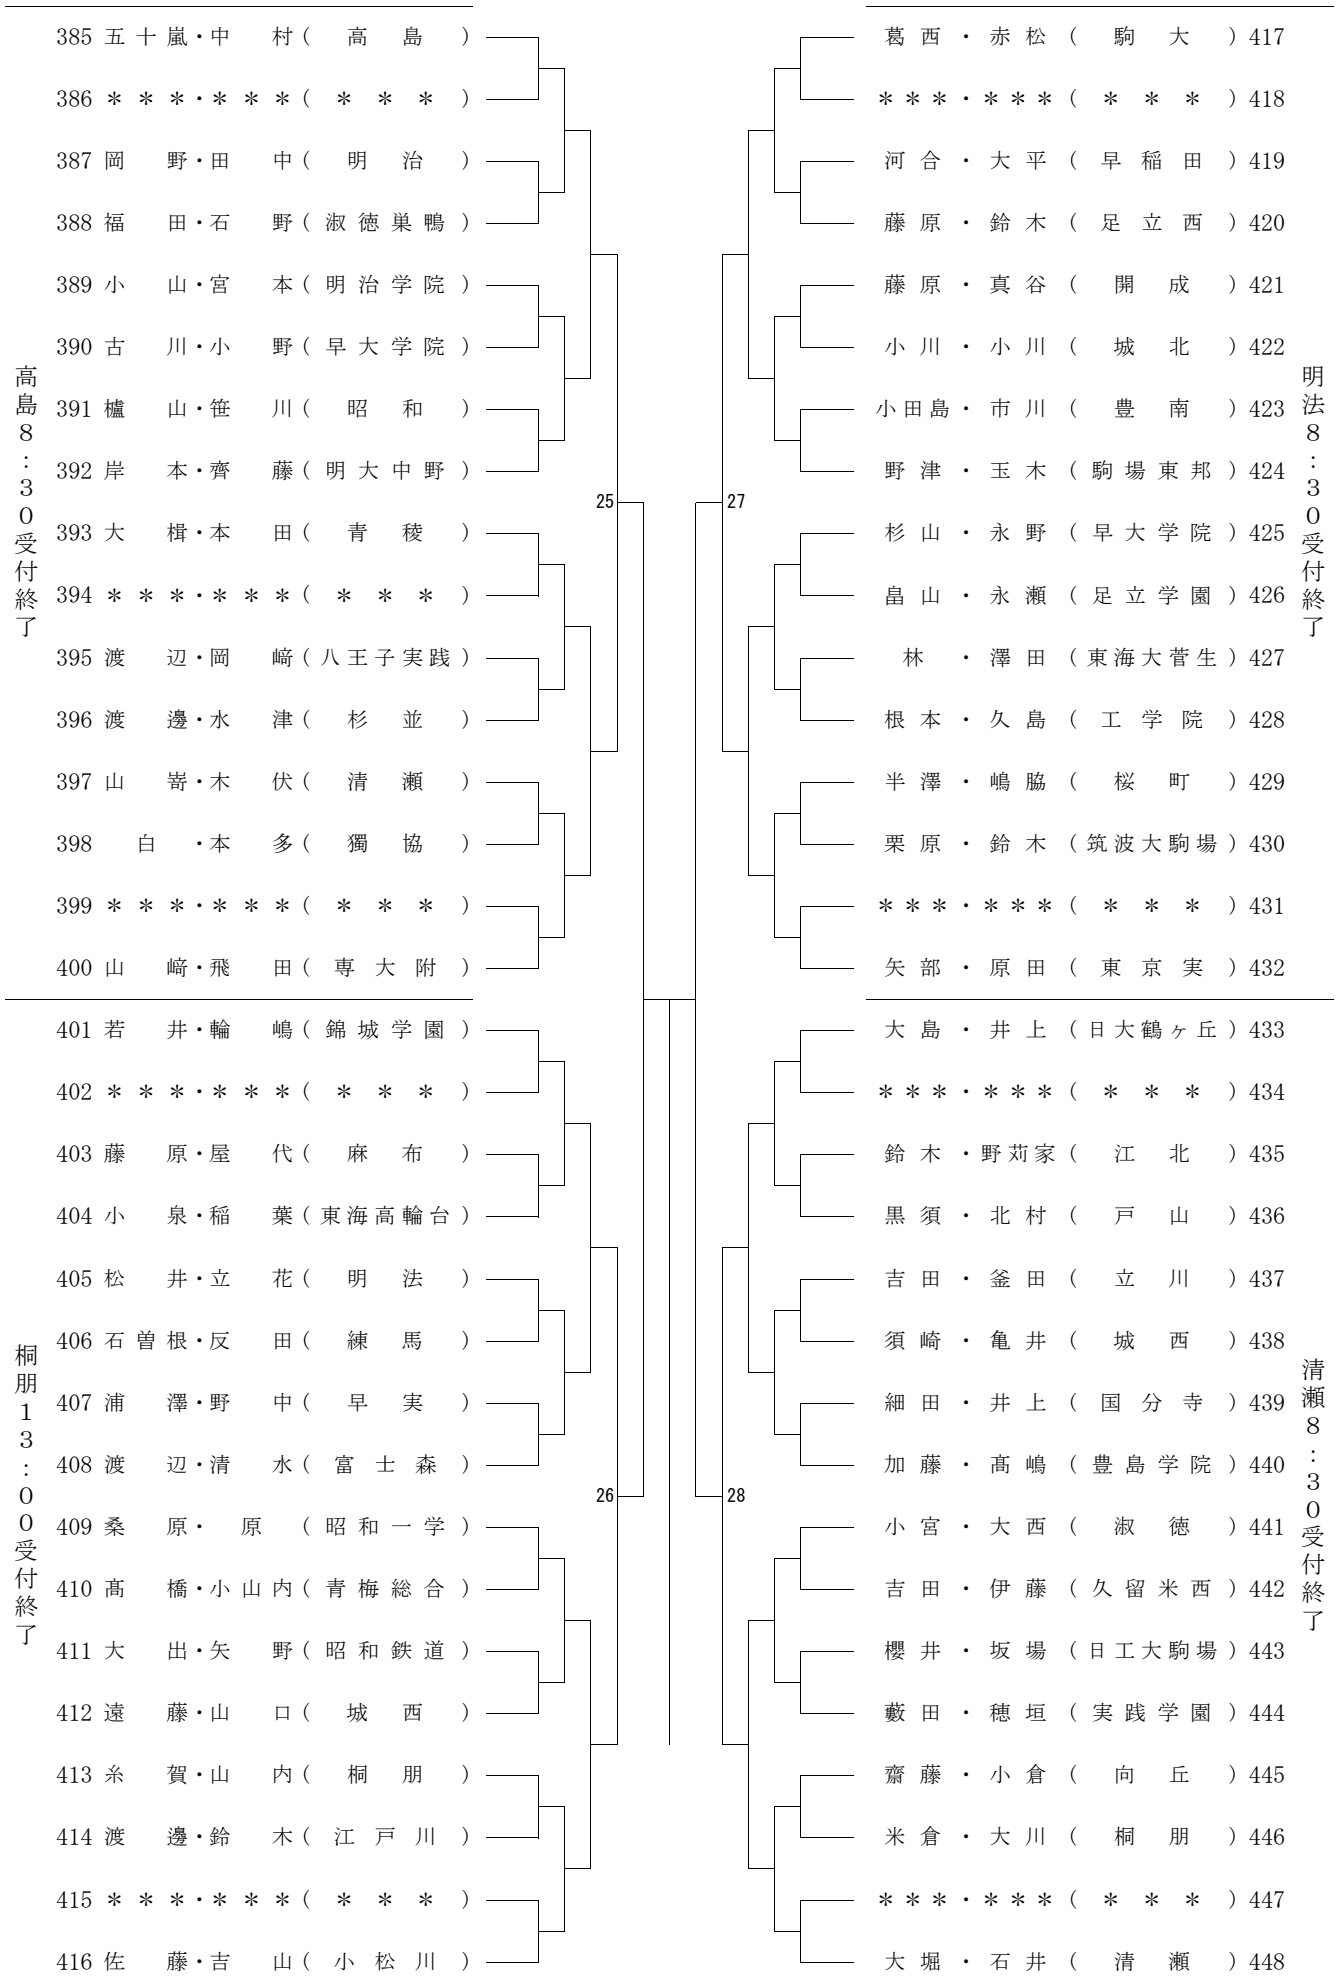 高島8:30受付終了
385 五十嵐・中村(高島)
386 ***・***(***)
387 岡野・田中(明治)
388 福田・石野(淑徳巣鴨)
389 小山・宮本(明治学院)
390 古川・小野(早大学院)
391 櫨山・笹川(昭和)
392 岸本・齊藤(明大中野)
393 大楫・本田(青稜)
394 ***・***(***)
395 渡辺・岡﨑(八王子実践)
396 渡邊・水津(杉並)
397 山嵜・木伏(清瀬)
398 白・本多(獨協)
399 ***・***(***)
400 山﨑・飛田(専大附)
25
桐朋13:00受付終了
401 若井・輪嶋(錦城学園)
402 ***・***(***)
403 藤原・屋代(麻布)
404 小泉・稲葉(東海高輪台)
405 松井・立花(明法)
406 石曽根・反田(練馬)
407 浦澤・野中(早実)
408 渡辺・清水(富士森)
409 桑原・原(昭和一学)
410 髙橋・小山内(青梅総合)
411 大出・矢野(昭和鉄道)
412 遠藤・山口(城西)
413 糸賀・山内(桐朋)
414 渡邊・鈴木(江戸川)
415 ***・***(***)
416 佐藤・吉山(小松川)
26
葛西・赤松(駒大)417
***・***(***)418
河合・大平(早稲田)419
藤原・鈴木(足立西)420
藤原・真谷(開成)421
小川・小川(城北)422
小田島・市川(豊南)423
野津・玉木(駒場東邦)424
杉山・永野(早大学院)425
畠山・永瀬(足立学園)426
林・澤田(東海大菅生)427
根本・久島(工学院)428
半澤・嶋脇(桜町)429
栗原・鈴木(筑波大駒場)430
***・***(***)431
矢部・原田(東京実)432
27
明法8:30受付終了
大島・井上(日大鶴ヶ丘)433
***・***(***)434
鈴木・野苅家(江北)435
黒須・北村(戸山)436
吉田・釜田(立川)437
須崎・亀井(城西)438
細田・井上(国分寺)439
加藤・髙嶋(豊島学院)440
小宮・大西(淑徳)441
吉田・伊藤(久留米西)442
櫻井・坂場(日工大駒場)443
藪田・穂垣(実践学園)444
齋藤・小倉(向丘)445
米倉・大川(桐朋)446
***・***(***)447
大堀・石井(清瀬)448
28
清瀬8:30受付終了